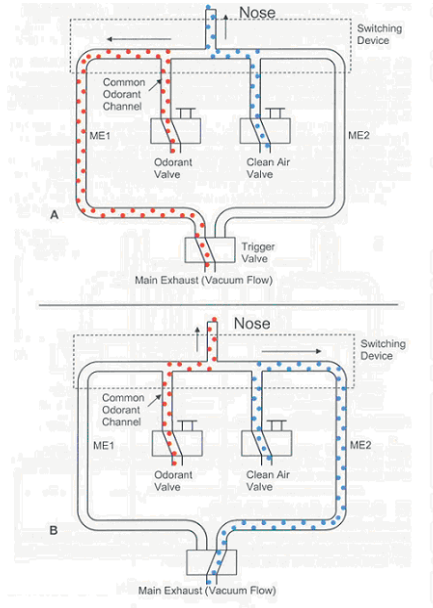 Nose
Switching
Device
Common
Odorant
Channel
ME1
ME2
Odorant
Valve
Clean Air
Valve
A
Trigger
Valve
Main Exhaust (Vacuum Flow)
Nose
Switching
Device
Common
Odorant
Channel
ME1
ME2
Odorant
Valve
Clean Air
Valve
B
Main Exhaust (Vacuum Flow)